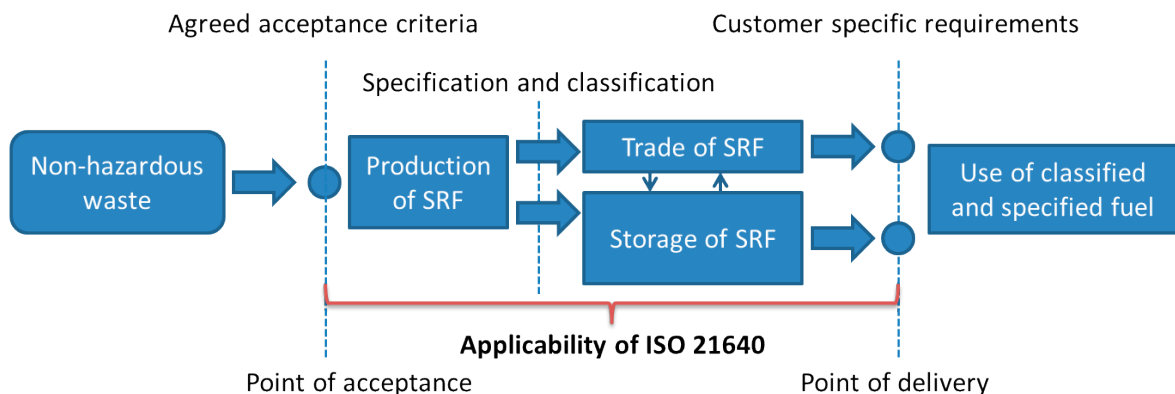 Agreed acceptance criteria
Customer specific requirements
Specification and classification
Non-hazardous
waste
Production
of SRF
Trade of SRF
Storage of SRF
Use of classified
and specified fuel
Applicability of ISO 21640
Point of acceptance
Point of delivery